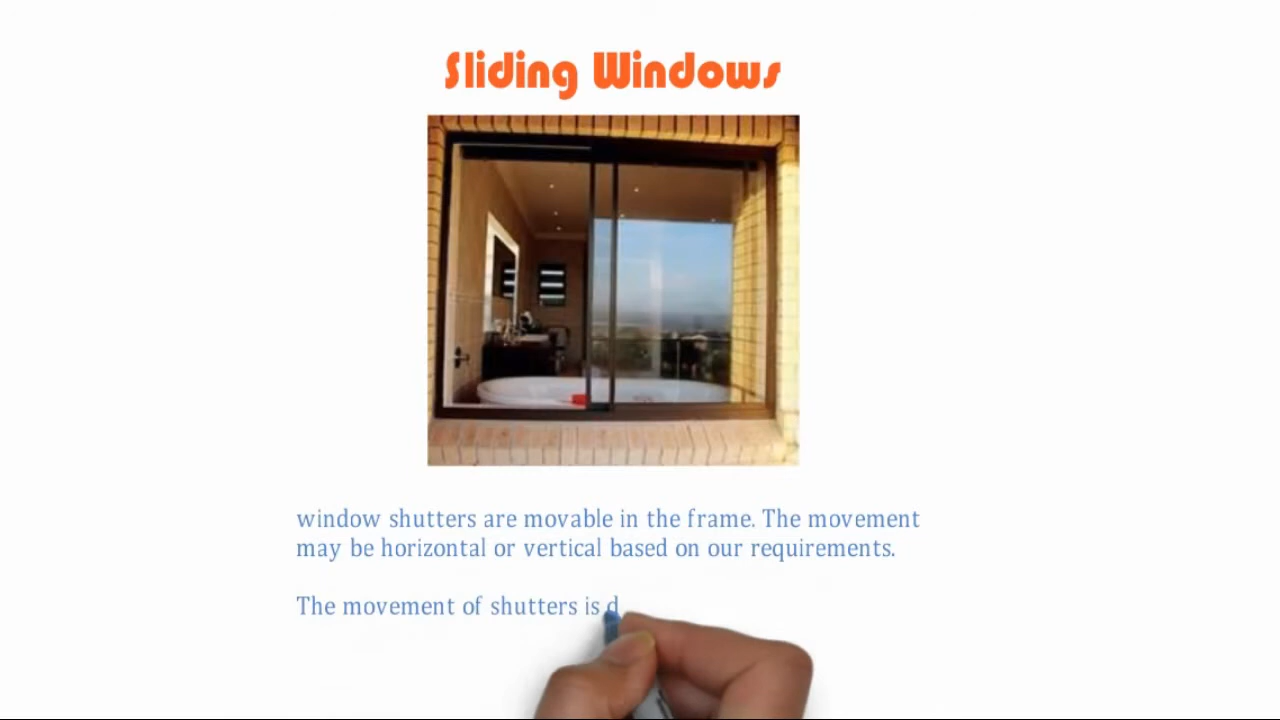 Sliding Windows
window shutters are movable in the frame. The movement
may be horizontal or vertical based on our requirements.
The movement of shutters is d